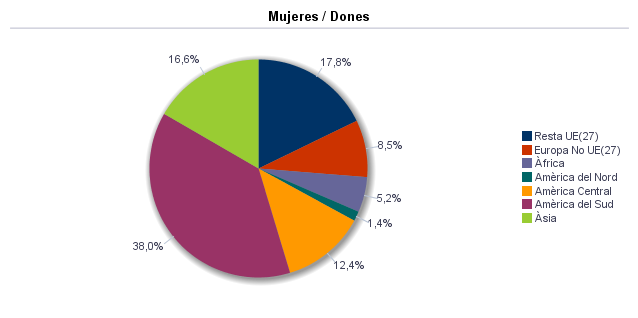 Mujeres / Dones
16,6%
17,8%
8,5%
5,2%
1,4%
12,4%
38,0%
Resta UE(27)
Europa No UE(27)
Àfrica
Amèrica del Nord
Amèrica Central
Amèrica del Sud
Àsia